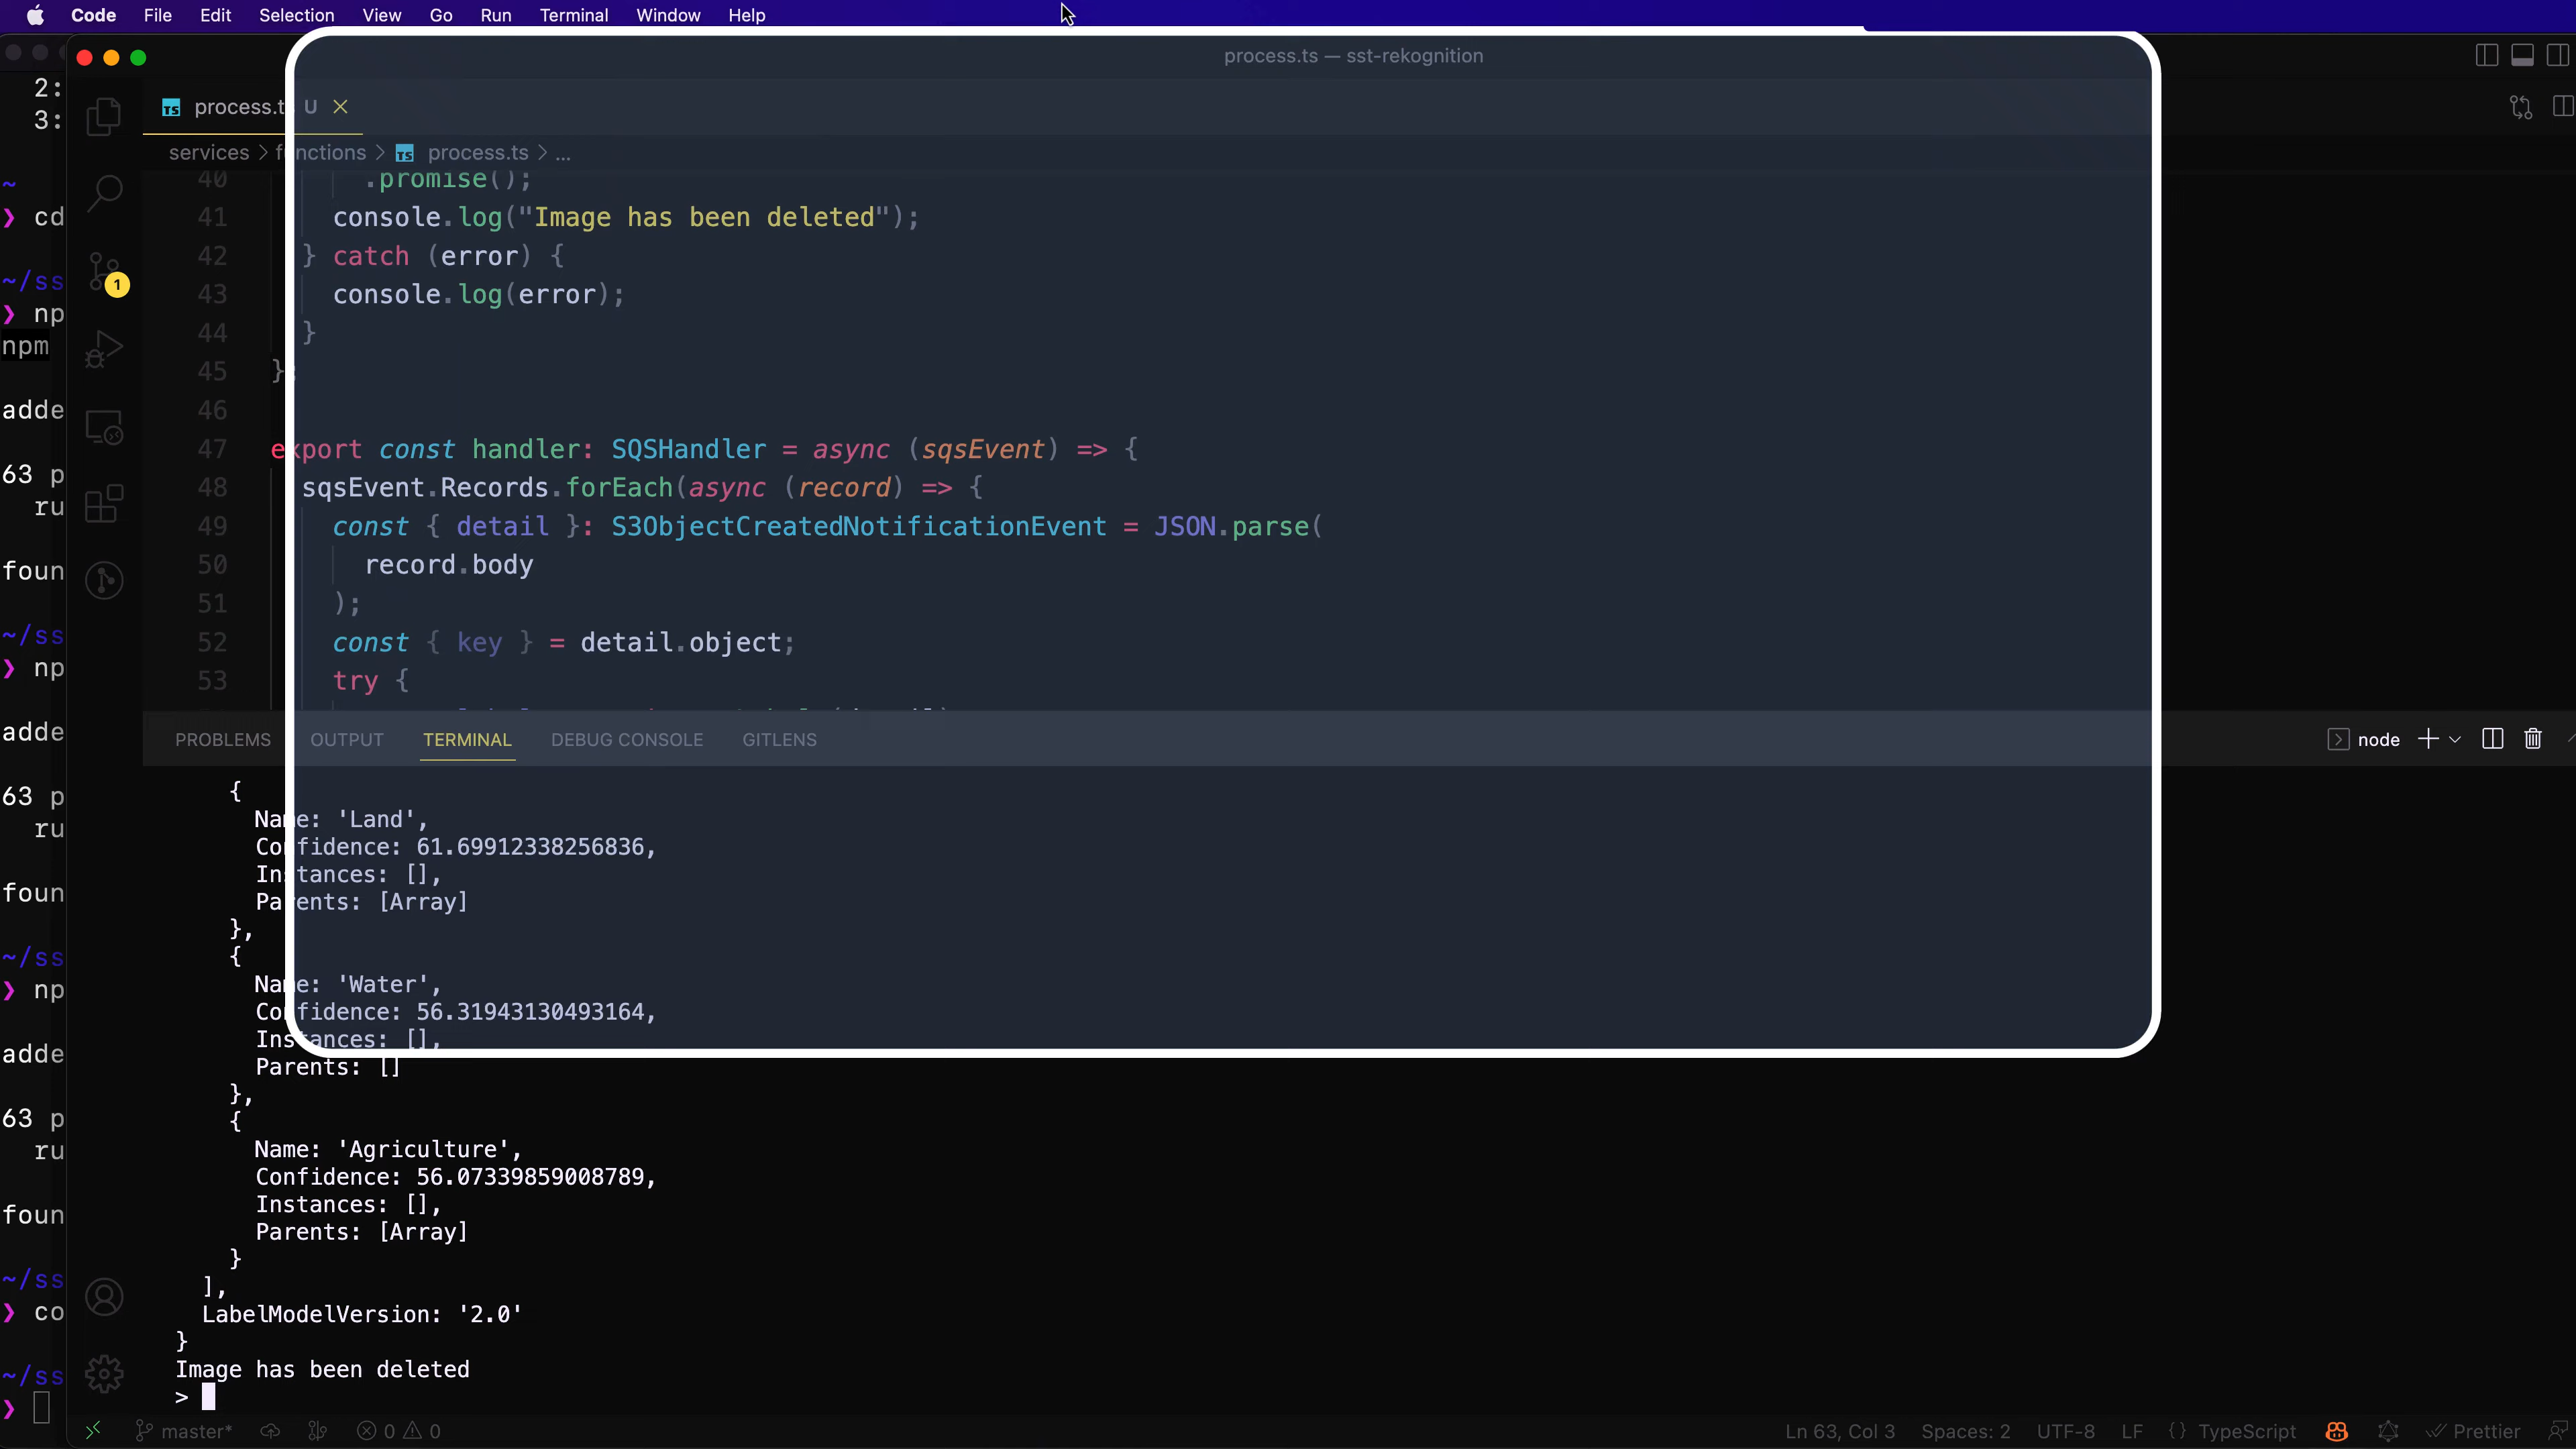 Code File Edit Selection View Go Run Terminal Window Help
process.ts — sst-rekognition
2:
3:
~
❯ cd
~/ss
❯ np
npm
adde
63 p
ru
foun
~/ss
❯ np
adde
63 p
ru
foun
~/ss
❯ np
adde
63 p
ru
foun
~/ss
❯ co
~/ss
❯
TS process.t U
services > functions > TS process.ts > ...
40 .promise();
41 console.log("Image has been deleted");
42 } catch (error) {
43 console.log(error);
44 }
45 };
46
47 export const handler: SQSHandler = async (sqsEvent) => {
48 sqsEvent.Records.forEach(async (record) => {
49 const { detail }: S3ObjectCreatedNotificationEvent = JSON.parse(
50 record.body
51 );
52 const { key } = detail.object;
53 try {
1
PROBLEMS OUTPUT TERMINAL DEBUG CONSOLE GITLENS node
{
Name: 'Land',
Confidence: 61.69912338256836,
Instances: [],
Parents: [Array]
},
{
Name: 'Water',
Confidence: 56.31943130493164,
Instances: [],
Parents: []
},
{
Name: 'Agriculture',
Confidence: 56.07339859008789,
Instances: [],
Parents: [Array]
}
],
LabelModelVersion: '2.0'
}
Image has been deleted
>
master* 0 0 Ln 63, Col 3 Spaces: 2 UTF-8 LF {} TypeScript Prettier